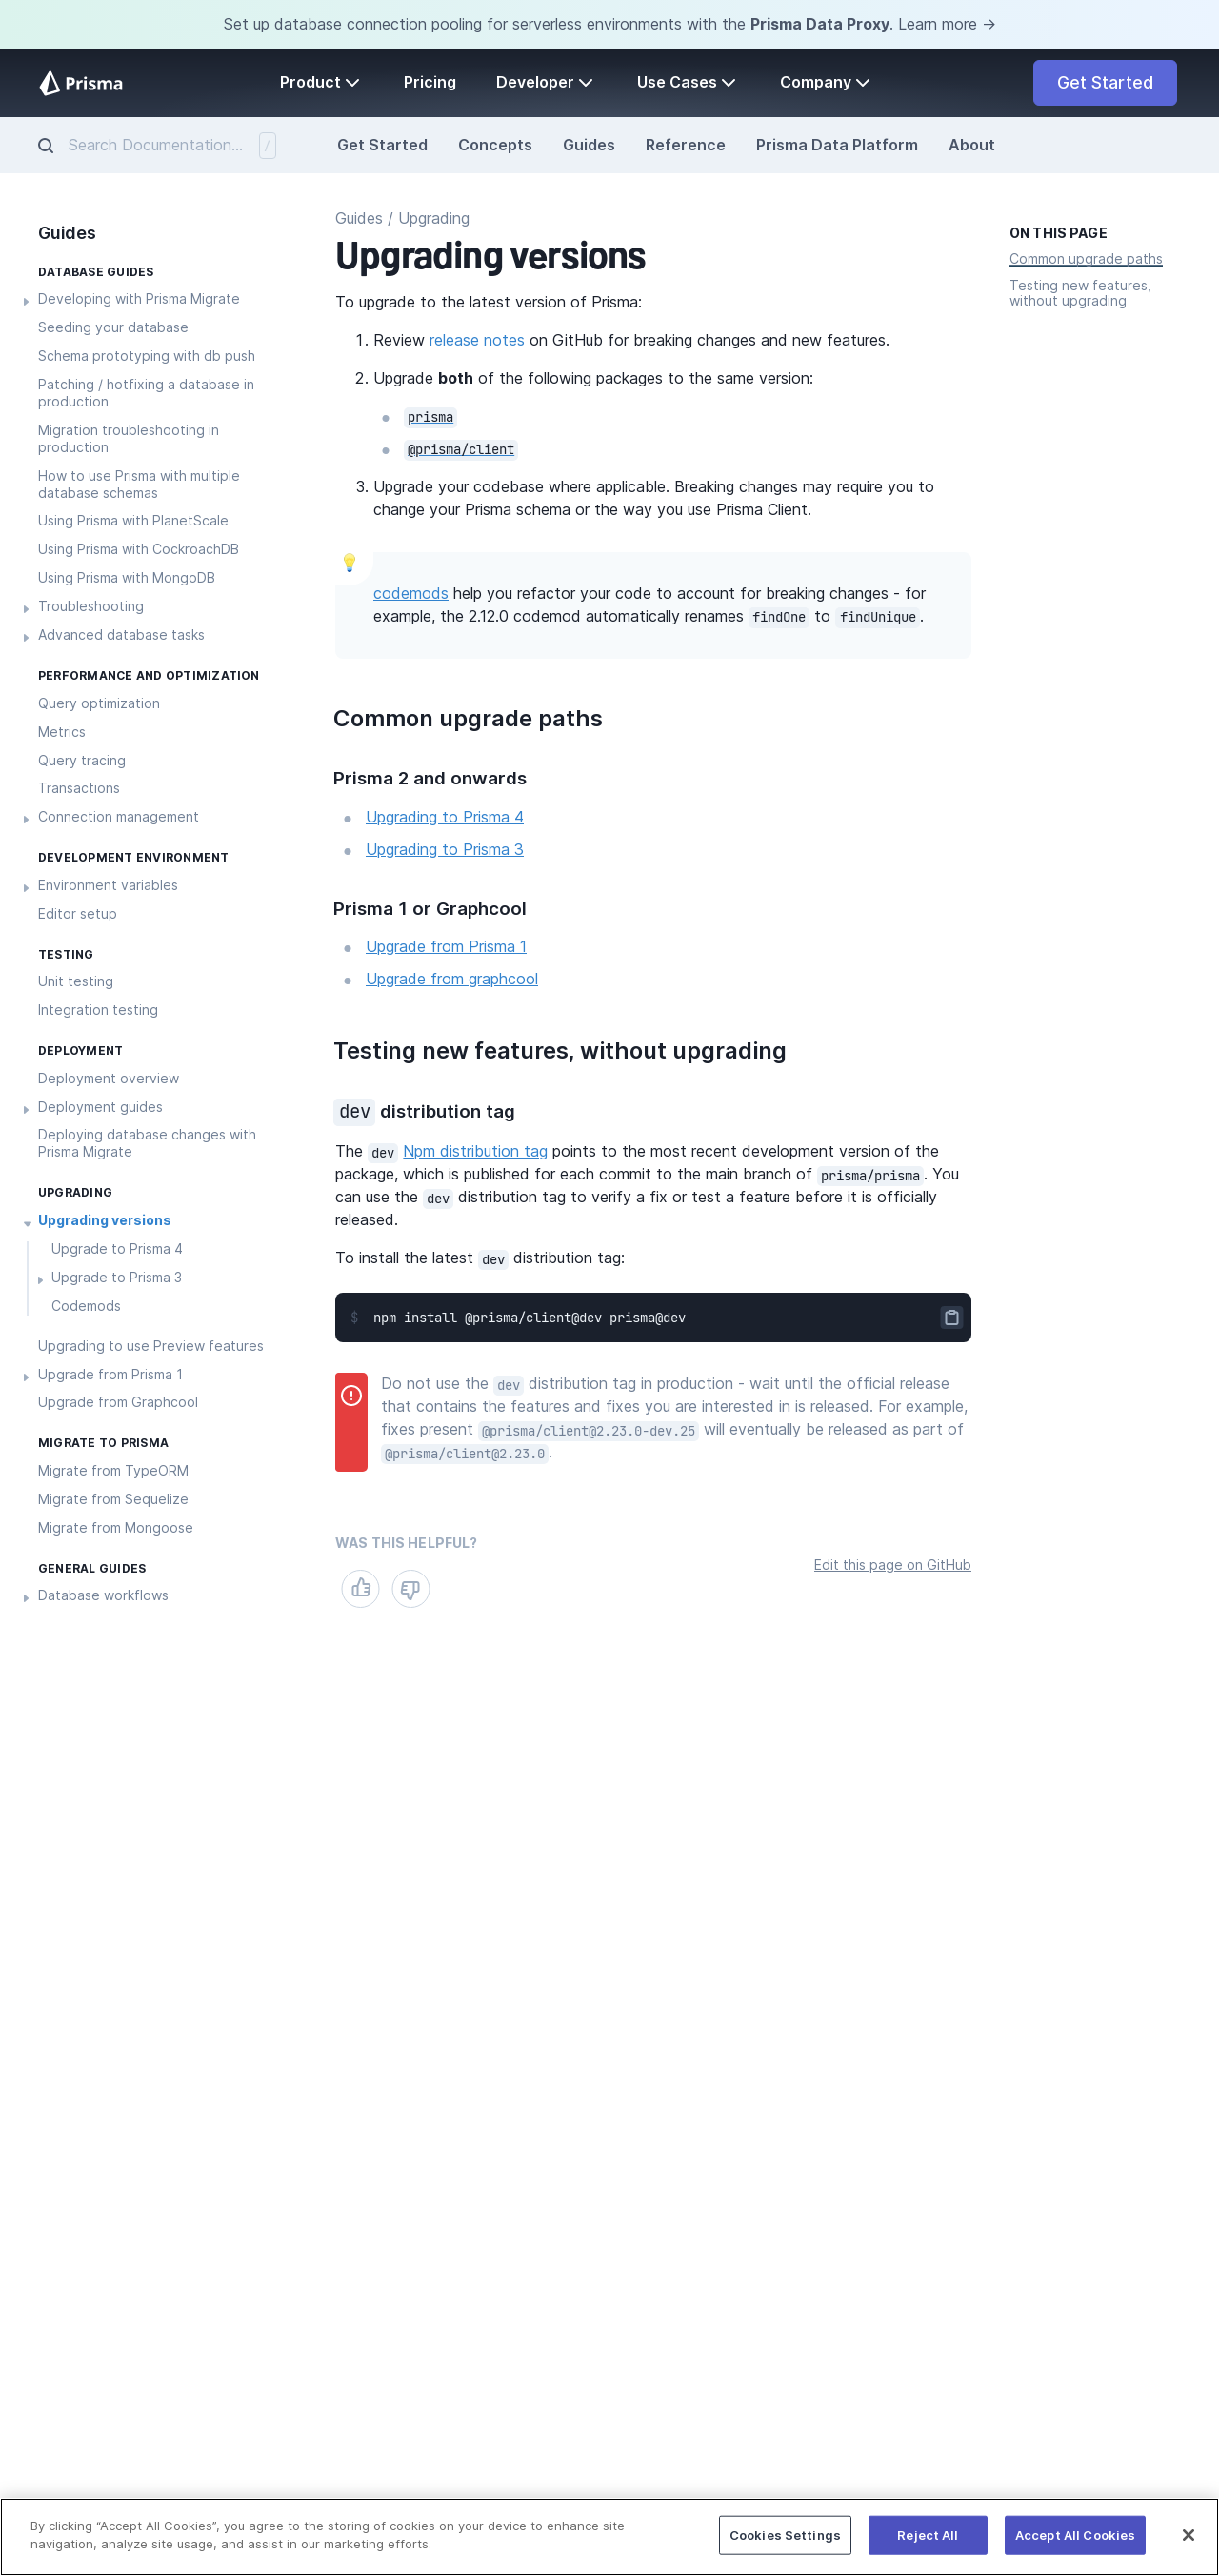 Set up database connection pooling for serverless environments with the Prisma Data Proxy. Learn more →
Prisma
Product
Pricing
Developer
Use Cases
Company
Get Started
Search Documentation...
/
Get Started
Concepts
Guides
Reference
Prisma Data Platform
About
Guides
DATABASE GUIDES
Developing with Prisma Migrate
Seeding your database
Schema prototyping with db push
Patching / hotfixing a database in
production
Migration troubleshooting in
production
How to use Prisma with multiple
database schemas
Using Prisma with PlanetScale
Using Prisma with CockroachDB
Using Prisma with MongoDB
Troubleshooting
Advanced database tasks
PERFORMANCE AND OPTIMIZATION
Query optimization
Metrics
Query tracing
Transactions
Connection management
DEVELOPMENT ENVIRONMENT
Environment variables
Editor setup
TESTING
Unit testing
Integration testing
DEPLOYMENT
Deployment overview
Deployment guides
Deploying database changes with
Prisma Migrate
UPGRADING
Upgrading versions
Upgrade to Prisma 4
Upgrade to Prisma 3
Codemods
Upgrading to use Preview features
Upgrade from Prisma 1
Upgrade from Graphcool
MIGRATE TO PRISMA
Migrate from TypeORM
Migrate from Sequelize
Migrate from Mongoose
GENERAL GUIDES
Database workflows
Guides / Upgrading
Upgrading versions
To upgrade to the latest version of Prisma:
1. Review release notes on GitHub for breaking changes and new features.
2. Upgrade both of the following packages to the same version:
prisma
@prisma/client
3. Upgrade your codebase where applicable. Breaking changes may require you to
change your Prisma schema or the way you use Prisma Client.
codemods help you refactor your code to account for breaking changes - for
example, the 2.12.0 codemod automatically renames findOne to findUnique.
Common upgrade paths
Prisma 2 and onwards
Upgrading to Prisma 4
Upgrading to Prisma 3
Prisma 1 or Graphcool
Upgrade from Prisma 1
Upgrade from graphcool
Testing new features, without upgrading
dev distribution tag
The dev Npm distribution tag points to the most recent development version of the
package, which is published for each commit to the main branch of prisma/prisma. You
can use the dev distribution tag to verify a fix or test a feature before it is officially
released.
To install the latest dev distribution tag:
$ npm install @prisma/client@dev prisma@dev
Do not use the dev distribution tag in production - wait until the official release
that contains the features and fixes you are interested in is released. For example,
fixes present @prisma/client@2.23.0-dev.25 will eventually be released as part of
@prisma/client@2.23.0.
WAS THIS HELPFUL?
Edit this page on GitHub
ON THIS PAGE
Common upgrade paths
Testing new features,
without upgrading
By clicking “Accept All Cookies”, you agree to the storing of cookies on your device to enhance site
navigation, analyze site usage, and assist in our marketing efforts.
Cookies Settings
Reject All
Accept All Cookies